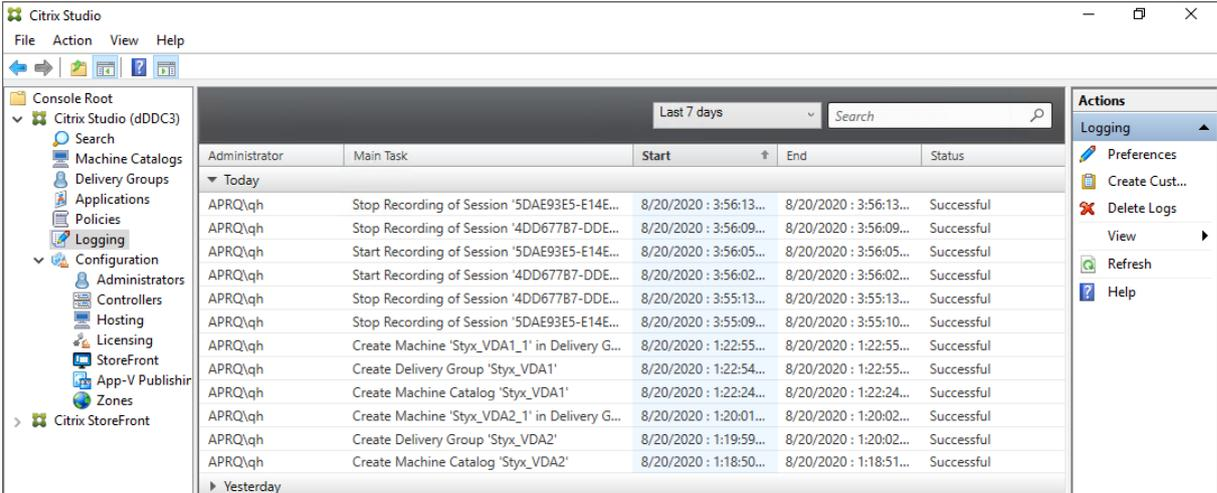 Citrix Studio
File Action View Help
Console Root
Citrix Studio (dDDC3)
Search
Machine Catalogs
Delivery Groups
Applications
Policies
Logging
Configuration
Administrators
Controllers
Hosting
Licensing
StoreFront
App-V Publishin
Zones
Citrix StoreFront
Last 7 days Search
Administrator Main Task Start End Status
Today
APRQ\qh Stop Recording of Session '5DAE93E5-E14E... 8/20/2020 : 3:56:13... 8/20/2020 : 3:56:13... Successful
APRQ\qh Stop Recording of Session '4DD677B7-DDE... 8/20/2020 : 3:56:09... 8/20/2020 : 3:56:09... Successful
APRQ\qh Start Recording of Session '5DAE93E5-E14E... 8/20/2020 : 3:56:05... 8/20/2020 : 3:56:05... Successful
APRQ\qh Start Recording of Session '4DD677B7-DDE... 8/20/2020 : 3:56:02... 8/20/2020 : 3:56:02... Successful
APRQ\qh Stop Recording of Session '4DD677B7-DDE... 8/20/2020 : 3:55:13... 8/20/2020 : 3:55:13... Successful
APRQ\qh Stop Recording of Session '5DAE93E5-E14E... 8/20/2020 : 3:55:09... 8/20/2020 : 3:55:10... Successful
APRQ\qh Create Machine 'Styx_VDA1_1' in Delivery G... 8/20/2020 : 1:22:55... 8/20/2020 : 1:22:55... Successful
APRQ\qh Create Delivery Group 'Styx_VDA1' 8/20/2020 : 1:22:54... 8/20/2020 : 1:22:55... Successful
APRQ\qh Create Machine Catalog 'Styx_VDA1' 8/20/2020 : 1:22:24... 8/20/2020 : 1:22:24... Successful
APRQ\qh Create Machine 'Styx_VDA2_1' in Delivery G... 8/20/2020 : 1:20:01... 8/20/2020 : 1:20:02... Successful
APRQ\qh Create Delivery Group 'Styx_VDA2' 8/20/2020 : 1:19:59... 8/20/2020 : 1:20:02... Successful
APRQ\qh Create Machine Catalog 'Styx_VDA2' 8/20/2020 : 1:18:50... 8/20/2020 : 1:18:51... Successful
Yesterday
Actions
Logging
Preferences
Create Cust...
Delete Logs
View
Refresh
Help